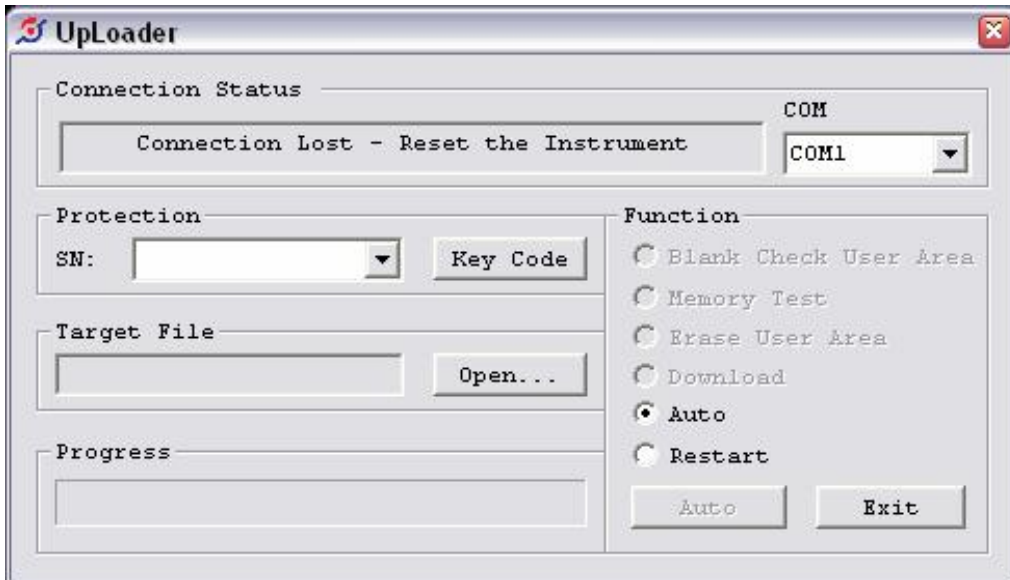 UpLoader
Connection Status
Connection Lost - Reset the Instrument
COM
COM1
Protection
SN:
Key Code
Target File
Open...
Progress
Function
Blank Check User Area
Memory Test
Erase User Area
Download
Auto
Restart
Auto
Exit